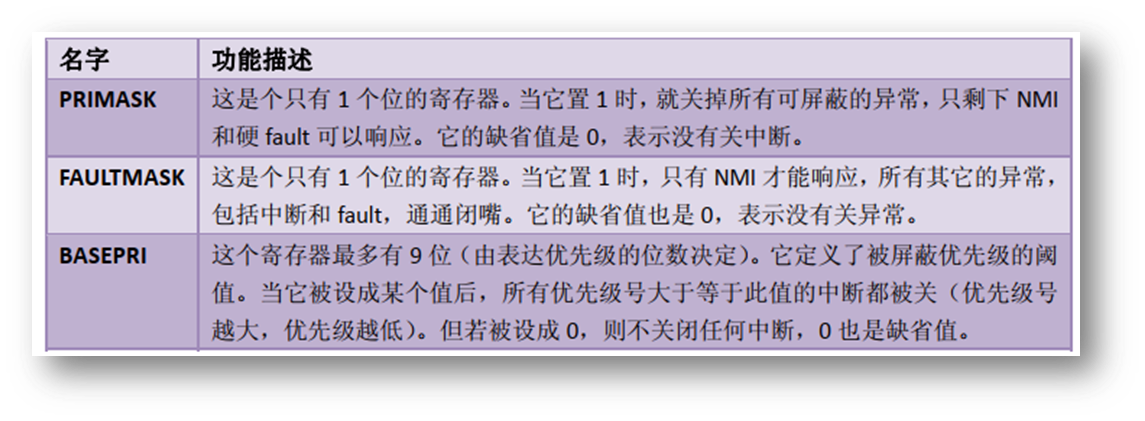 名字 功能描述
PRIMASK 这是个只有 1 个位的寄存器。当它置 1 时，就关掉所有可屏蔽的异常，只剩下 NMI
和硬 fault 可以响应。它的缺省值是 0，表示没有关中断。
FAULTMASK 这是个只有 1 个位的寄存器。当它置 1 时，只有 NMI 才能响应，所有其它的异常，
包括中断和 fault，通通闭嘴。它的缺省值也是 0，表示没有关异常。
BASEPRI 这个寄存器最多有 9 位（由表达优先级的位数决定）。它定义了被屏蔽优先级的阈
值。当它被设成某个值后，所有优先级号大于等于此值的中断都被关（优先级号
越大，优先级越低）。但若被设成 0，则不关闭任何中断，0 也是缺省值。